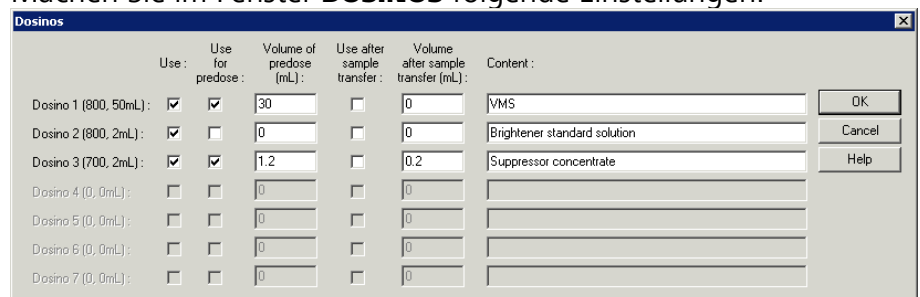 Machen Sie im Fenster DOSINOS folgende Einstellungen:
Dosinos
Use : Use for predose : Volume of predose (mL) : Use after sample transfer : Volume after sample transfer (mL) : Content :
Dosino 1 (800, 50mL) : 30 0 VMS OK
Dosino 2 (800, 2mL) : 0 0 Brightener standard solution Cancel
Dosino 3 (700, 2mL) : 1.2 0.2 Suppressor concentrate Help
Dosino 4 (0, 0mL) : 0 0
Dosino 5 (0, 0mL) : 0 0
Dosino 6 (0, 0mL) : 0 0
Dosino 7 (0, 0mL) : 0 0